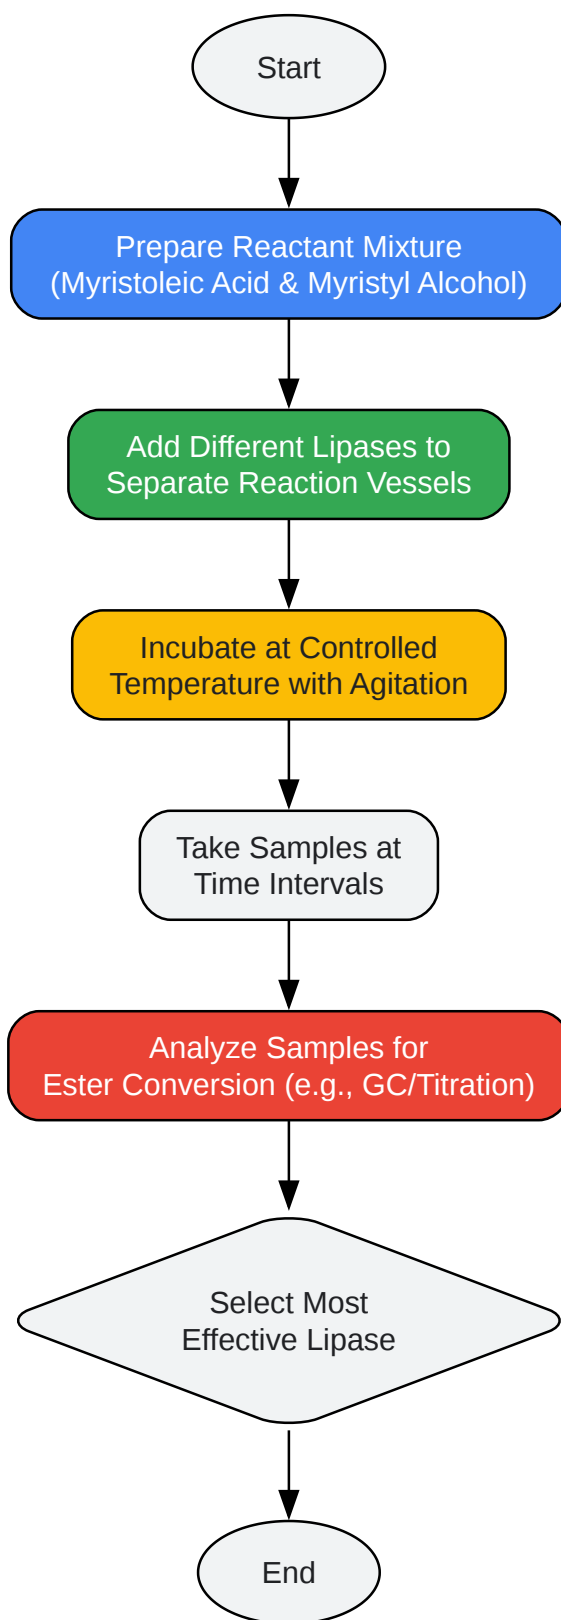 Start
Prepare Reactant Mixture
(Myristoleic Acid & Myristyl Alcohol)
Add Different Lipases to
Separate Reaction Vessels
Incubate at Controlled
Temperature with Agitation
Take Samples at
Time Intervals
Analyze Samples for
Ester Conversion (e.g., GC/Titration)
Select Most
Effective Lipase
End